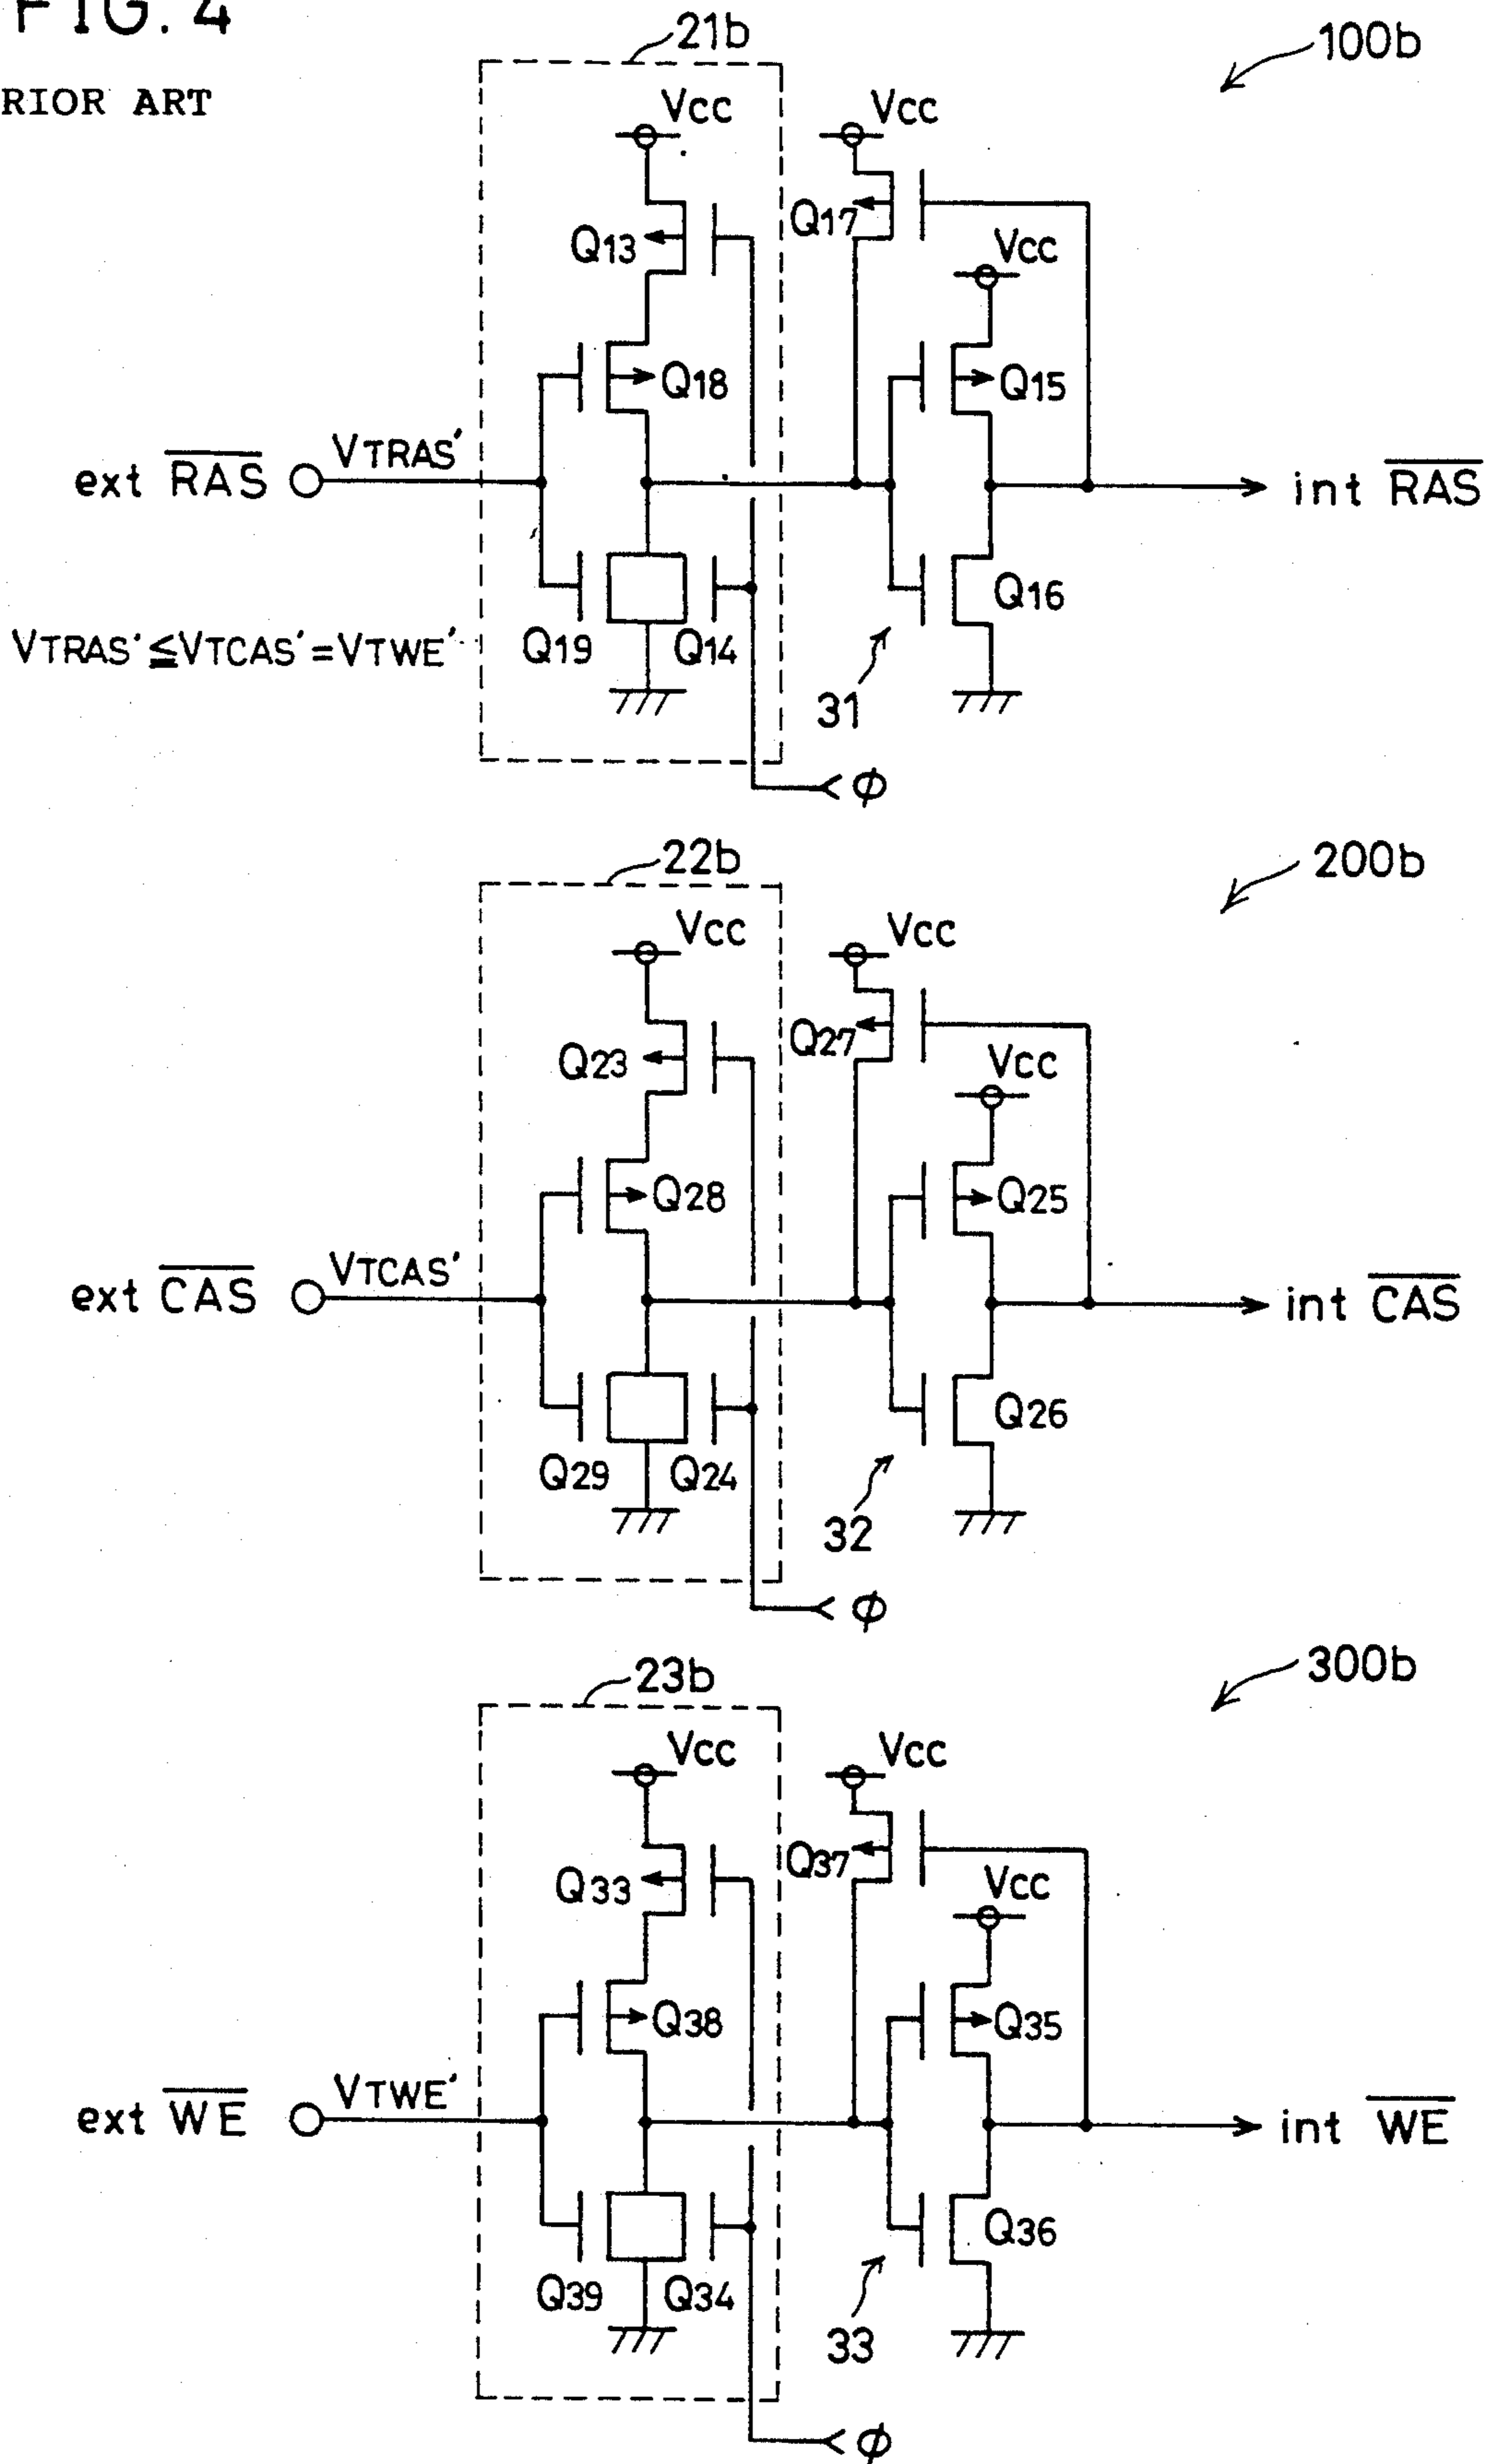 FIG. 4
RIOR ART
21b
100b
Vcc
Vcc
Q13
Q17
Vcc
Q18
Q15
ext RAS
VTRAS'
int RAS
Q19
Q14
Q16
VTRAS'≦VTCAS'=VTWE'
31
ϕ
22b
200b
Vcc
Vcc
Q23
Q27
Vcc
Q28
Q25
ext CAS
VTCAS'
int CAS
Q29
Q24
Q26
32
ϕ
23b
300b
Vcc
Vcc
Q33
Q37
Vcc
Q38
Q35
ext WE
VTWE'
int WE
Q39
Q34
Q36
33
ϕ